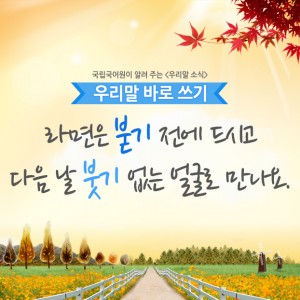 국립국어원이 알려 주는 <우리말 소식>
우리말 바로 쓰기
라면은 붇기 전에 드시고
다음 날 붓기 없는 얼굴로 만나요.